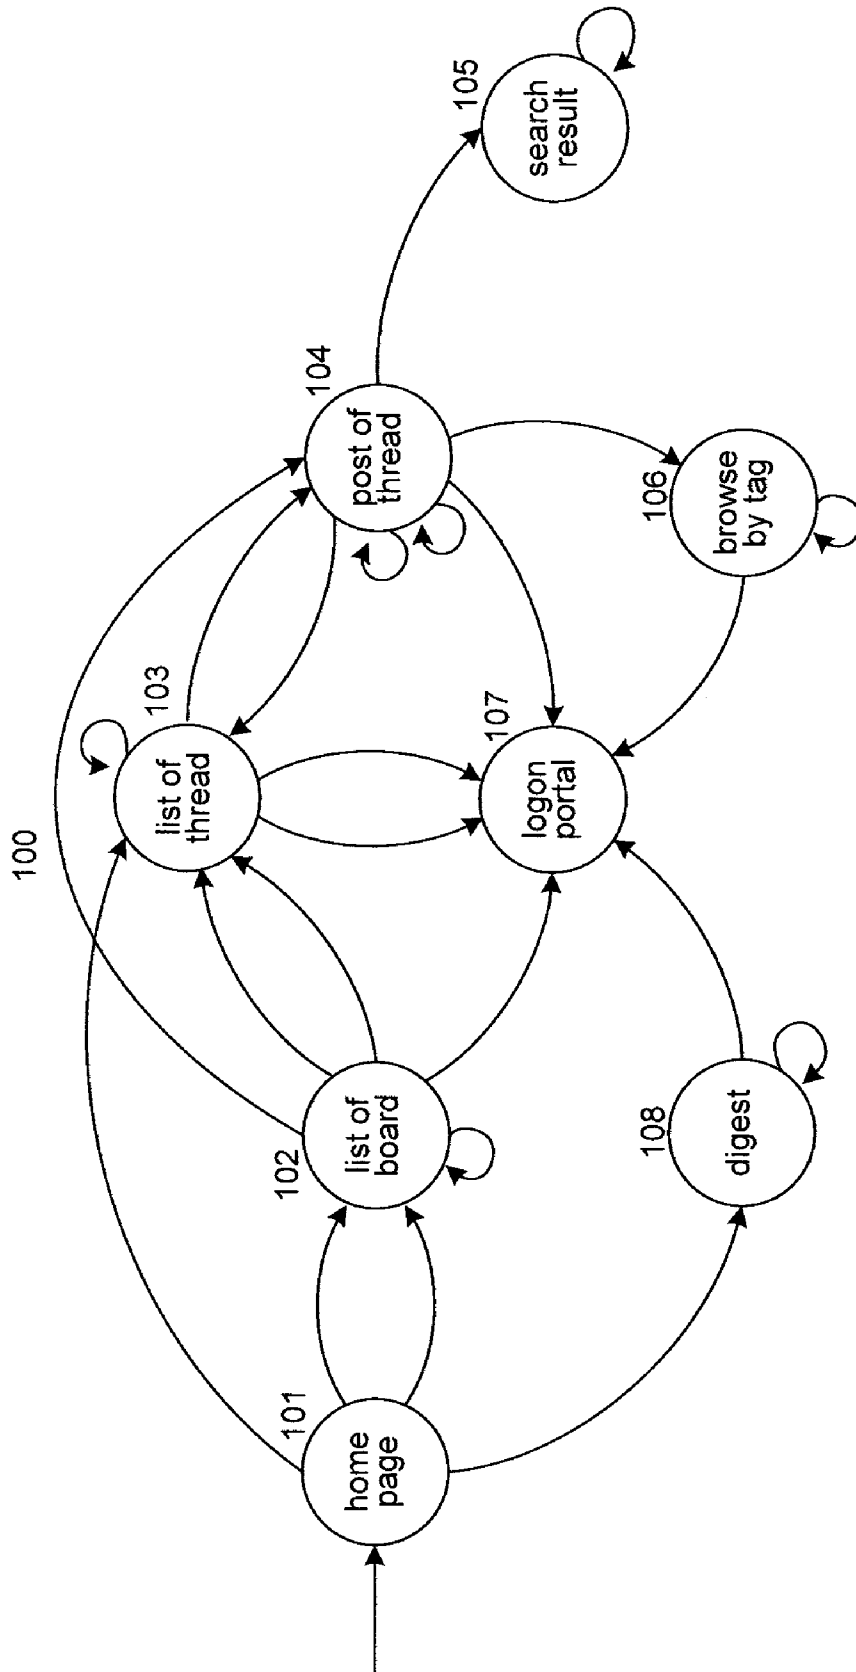 100
101
home
page
102
list of
board
103
list of
thread
104
post of
thread
105
search
result
106
browse
by tag
107
logon
portal
108
digest